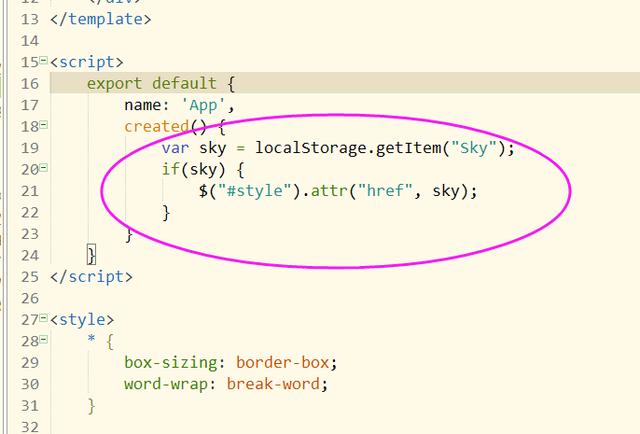 12 </div>
13 </template>
14
15 <script>
16 export default {
17 name: 'App',
18 created() {
19 var sky = localStorage.getItem("Sky");
20 if(sky) {
21 $("#style").attr("href", sky);
22 }
23 }
24 }
25 </script>
26
27 <style>
28 * {
29 box-sizing: border-box;
30 word-wrap: break-word;
31 }
32